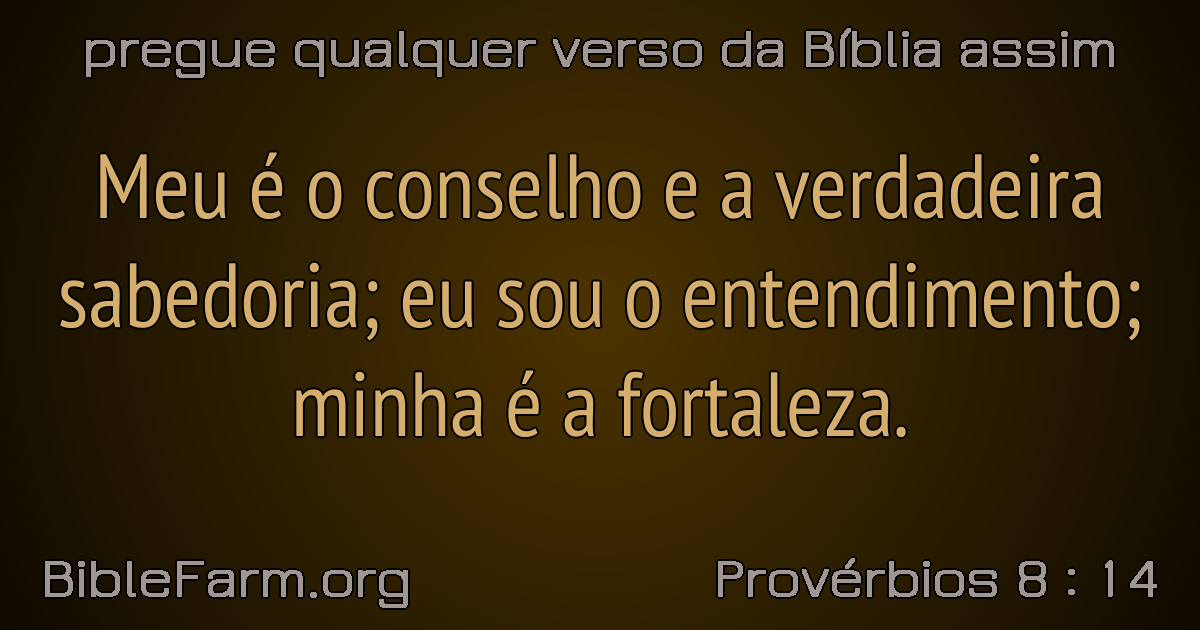 pregue qualquer verso da Bíblia assim
Meu é o conselho e a verdadeira
sabedoria; eu sou o entendimento;
minha é a fortaleza.
BibleFarm.org
Provérbios 8 : 14